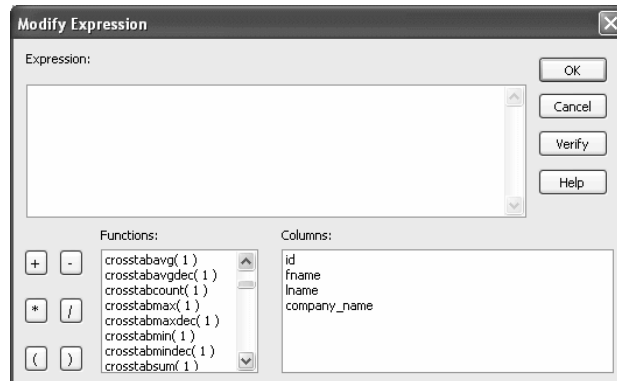 Modify Expression
Expression:
OK
Cancel
Verify
Help
Functions:
Columns:
+ -
* /
( )
crosstabavg( 1 )
crosstabavgdec( 1 )
crosstabcount( 1 )
crosstabmax( 1 )
crosstabmaxdec( 1 )
crosstabmin( 1 )
crosstabmindec( 1 )
crosstabsum( 1 )
id
fname
lname
company_name